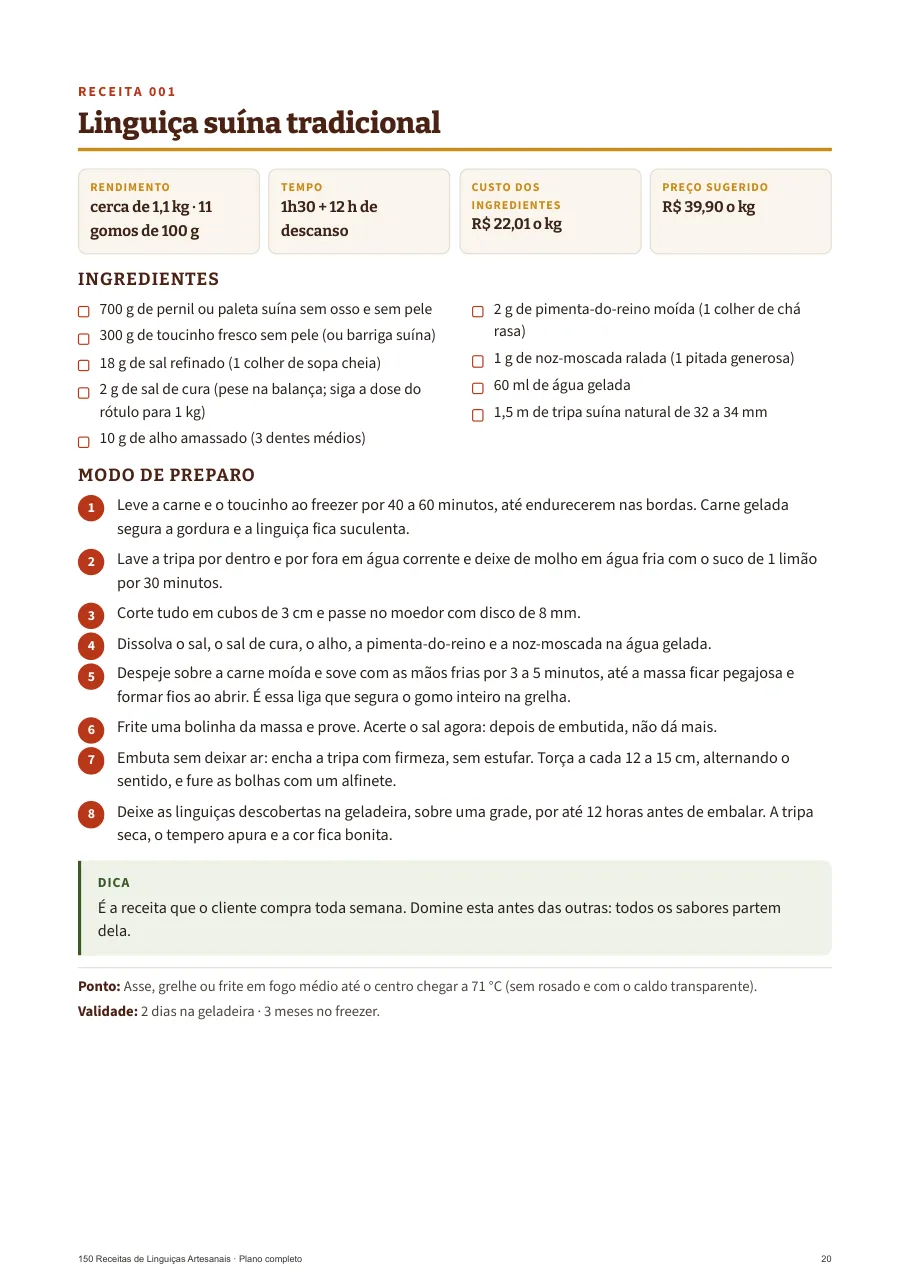 RECEITA 001
Linguiça suína tradicional
RENDIMENTO
cerca de 1,1 kg · 11
gomos de 100 g
TEMPO
1h30 + 12 h de
descanso
CUSTO DOS
INGREDIENTES
R$ 22,01 o kg
PREÇO SUGERIDO
R$ 39,90 o kg
INGREDIENTES
700 g de pernil ou paleta suína sem osso e sem pele
300 g de toucinho fresco sem pele (ou barriga suína)
18 g de sal refinado (1 colher de sopa cheia)
2 g de sal de cura (pese na balança; siga a dose do
rótulo para 1 kg)
10 g de alho amassado (3 dentes médios)
2 g de pimenta-do-reino moída (1 colher de chá
rasa)
1 g de noz-moscada ralada (1 pitada generosa)
60 ml de água gelada
1,5 m de tripa suína natural de 32 a 34 mm
MODO DE PREPARO
1 Leve a carne e o toucinho ao freezer por 40 a 60 minutos, até endurecerem nas bordas. Carne gelada
segura a gordura e a linguiça fica suculenta.
2 Lave a tripa por dentro e por fora em água corrente e deixe de molho em água fria com o suco de 1 limão
por 30 minutos.
3 Corte tudo em cubos de 3 cm e passe no moedor com disco de 8 mm.
4 Dissolva o sal, o sal de cura, o alho, a pimenta-do-reino e a noz-moscada na água gelada.
5 Despeje sobre a carne moída e sove com as mãos frias por 3 a 5 minutos, até a massa ficar pegajosa e
formar fios ao abrir. É essa liga que segura o gomo inteiro na grelha.
6 Frite uma bolinha da massa e prove. Acerte o sal agora: depois de embutida, não dá mais.
7 Embuta sem deixar ar: encha a tripa com firmeza, sem estufar. Torça a cada 12 a 15 cm, alternando o
sentido, e fure as bolhas com um alfinete.
8 Deixe as linguiças descobertas na geladeira, sobre uma grade, por até 12 horas antes de embalar. A tripa
seca, o tempero apura e a cor fica bonita.
DICA
É a receita que o cliente compra toda semana. Domine esta antes das outras: todos os sabores partem
dela.
Ponto: Asse, grelhe ou frite em fogo médio até o centro chegar a 71 °C (sem rosado e com o caldo transparente).
Validade: 2 dias na geladeira · 3 meses no freezer.
150 Receitas de Linguiças Artesanais · Plano completo
20